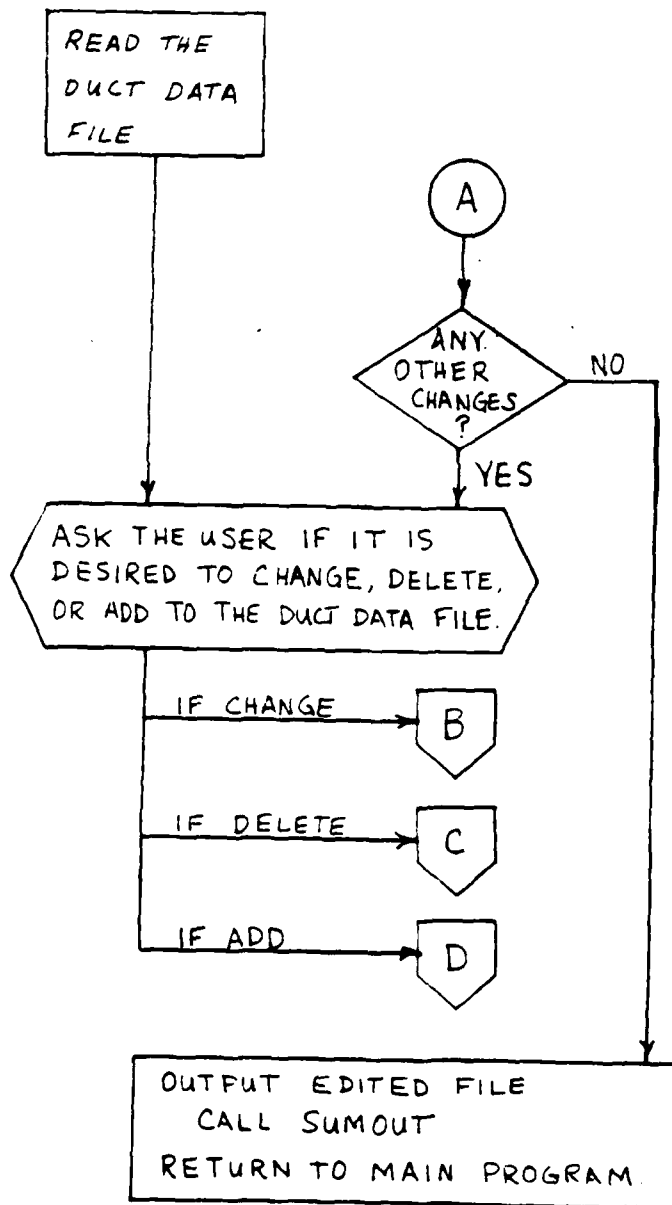 READ THE
DUCT DATA
FILE
A
ANY
OTHER
CHANGES
?
NO
YES
ASK THE USER IF IT IS
DESIRED TO CHANGE, DELETE,
OR ADD TO THE DUCT DATA FILE.
IF CHANGE
B
IF DELETE
C
IF ADD
D
OUTPUT EDITED FILE
CALL SUMOUT
RETURN TO MAIN PROGRAM.